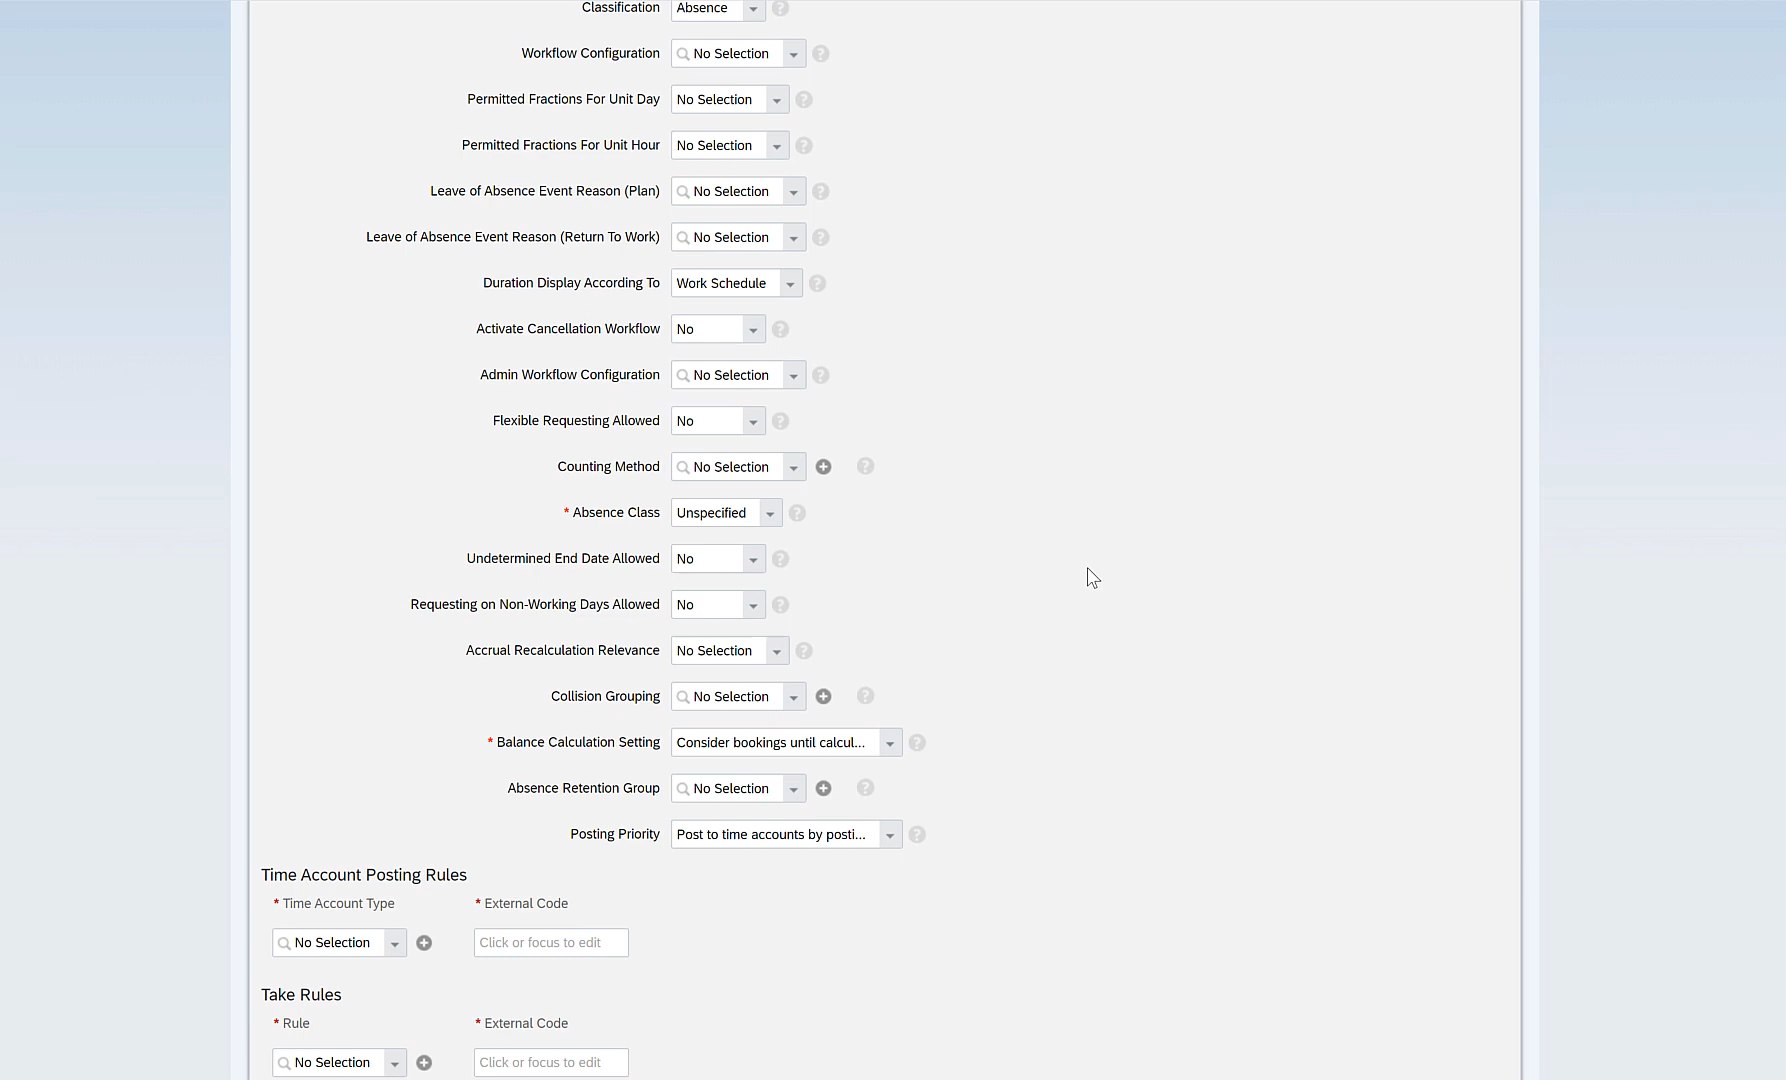 Classification Absence ?
Workflow Configuration No Selection ?
Permitted Fractions For Unit Day No Selection ?
Permitted Fractions For Unit Hour No Selection ?
Leave of Absence Event Reason (Plan) No Selection ?
Leave of Absence Event Reason (Return To Work) No Selection ?
Duration Display According To Work Schedule ?
Activate Cancellation Workflow No ?
Admin Workflow Configuration No Selection ?
Flexible Requesting Allowed No ?
Counting Method No Selection ?
* Absence Class Unspecified ?
Undetermined End Date Allowed No ?
Requesting on Non-Working Days Allowed No ?
Accrual Recalculation Relevance No Selection ?
Collision Grouping No Selection ?
* Balance Calculation Setting Consider bookings until calcul... ?
Absence Retention Group No Selection ?
Posting Priority Post to time accounts by posti... ?
Time Account Posting Rules
* Time Account Type * External Code
No Selection Click or focus to edit
Take Rules
* Rule * External Code
No Selection Click or focus to edit